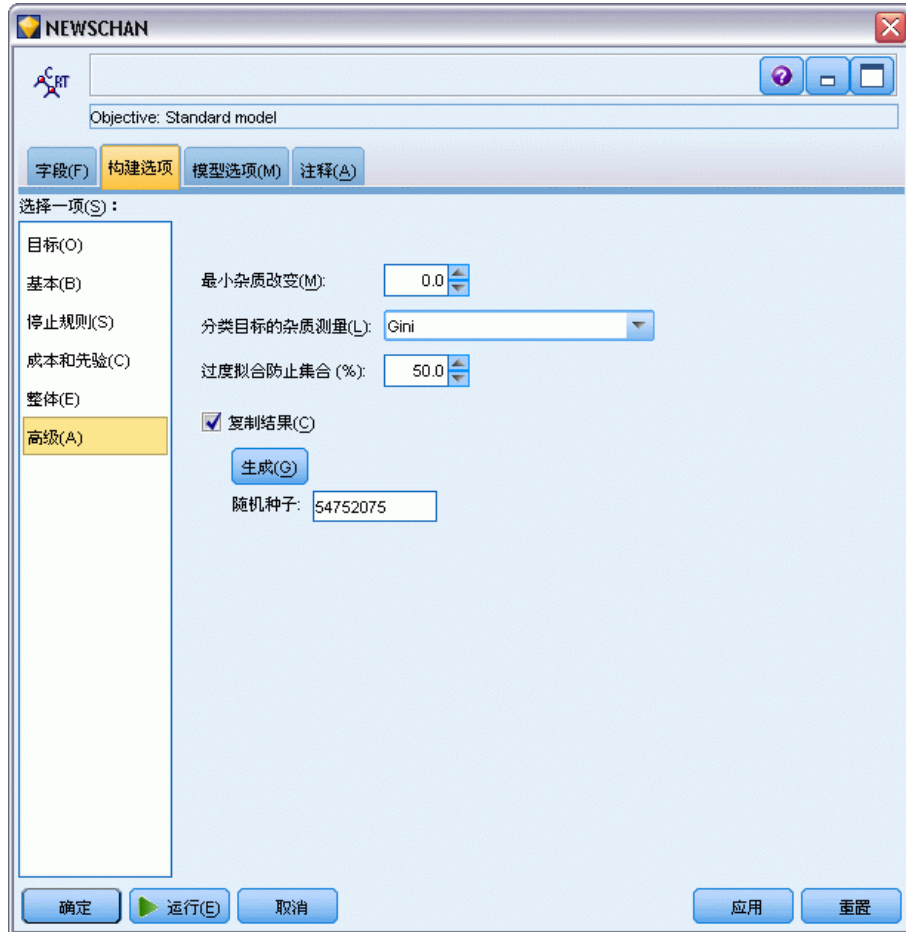 NEWSCHAN
C RT
Objective: Standard model
字段(F) 构建选项 模型选项(M) 注释(A)
选择一项(S):
目标(O)
基本(B)
停止规则(S)
成本和先验(C)
整体(E)
高级(A)
最小杂质改变(M): 0.0
分类目标的杂质测量(L): Gini
过度拟合防止集合 (%): 50.0
复制结果(C)
生成(G)
随机种子: 54752075
确定 运行(E) 取消 应用 重置